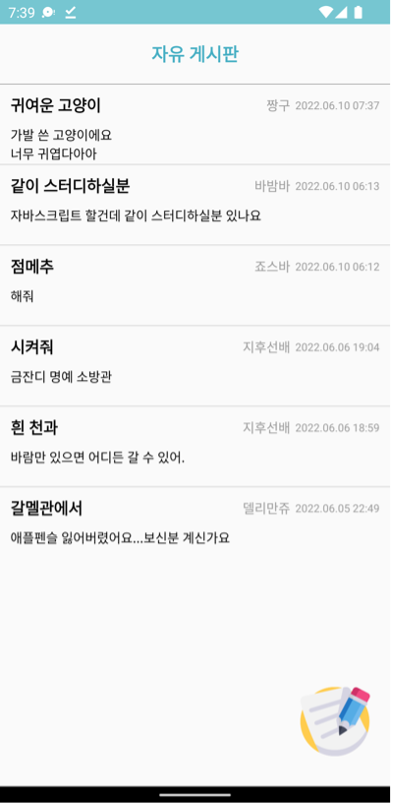 7:39
자유 게시판
귀여운 고양이 짱구 2022.06.10 07:37
가발 쓴 고양이에요
너무 귀엽다아아
같이 스터디하실분 바밤바 2022.06.10 06:13
자바스크립트 할건데 같이 스터디하실분 있나요
점메추 죠스바 2022.06.10 06:12
해줘
시켜줘 지후선배 2022.06.06 19:04
금잔디 명예 소방관
흰 천과 지후선배 2022.06.06 18:59
바람만 있으면 어디든 갈 수 있어.
갈멜관에서 델리만쥬 2022.06.05 22:49
애플펜슬 잃어버렸어요...보신분 계신가요